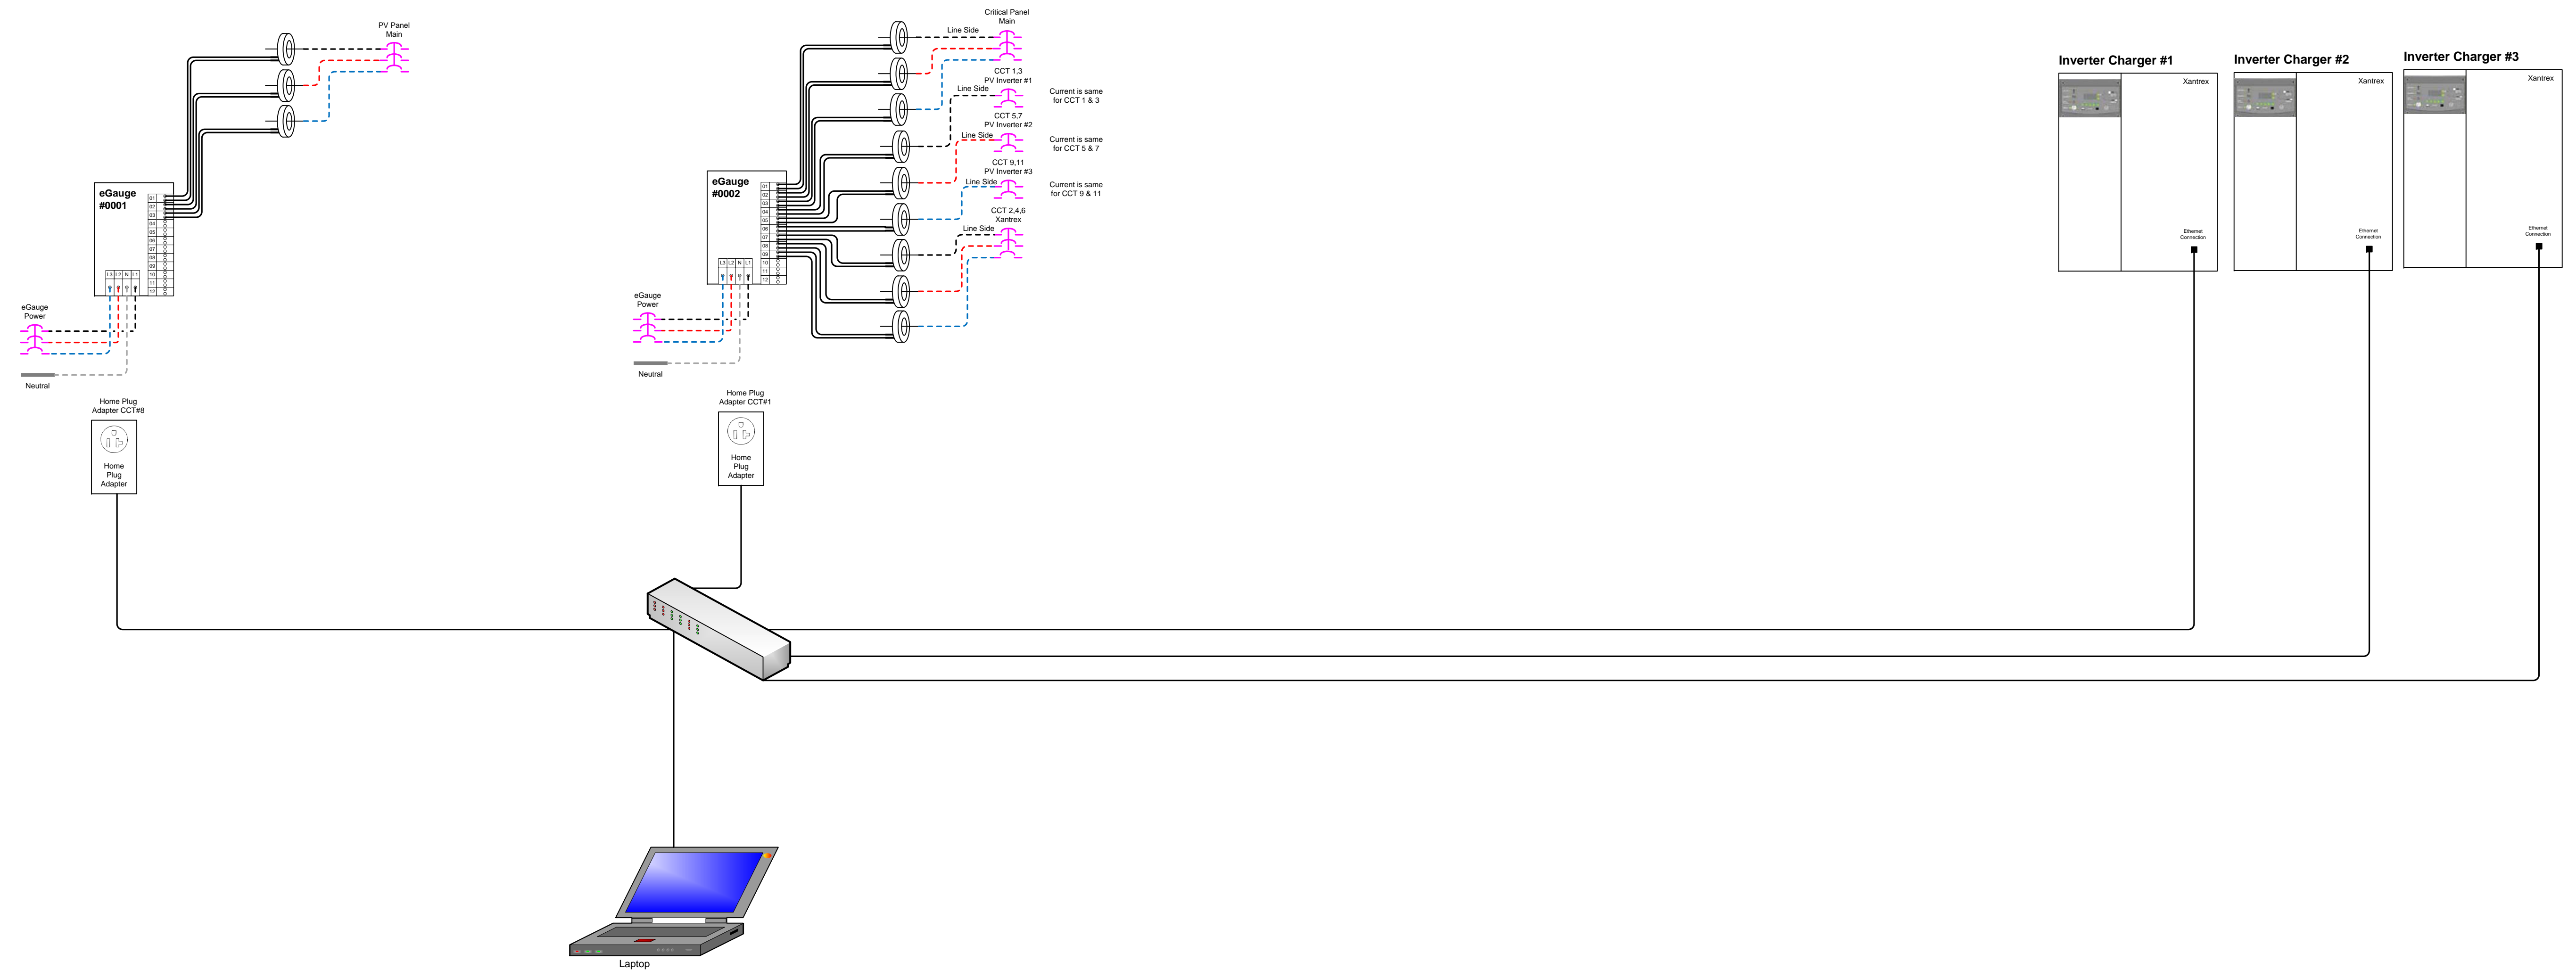 PV Panel
Main
eGauge
#0001
01
02
03
04
05
06
07
08
09
10
11
12
L3 L2 N L1
eGauge
Power
Neutral
Home Plug
Adapter CCT#8
Home
Plug
Adapter
Critical Panel
Main
Line Side
CCT 1,3
PV Inverter #1
Line Side
Current is same
for CCT 1 & 3
CCT 5,7
PV Inverter #2
Line Side
Current is same
for CCT 5 & 7
CCT 9,11
PV Inverter #3
Line Side
Current is same
for CCT 9 & 11
CCT 2,4,6
Xantrex
Line Side
eGauge
#0002
01
02
03
04
05
06
07
08
09
10
11
12
L3 L2 N L1
eGauge
Power
Neutral
Home Plug
Adapter CCT#1
Home
Plug
Adapter
Inverter Charger #1
Xantrex
Ethernet
Connection
Inverter Charger #2
Xantrex
Ethernet
Connection
Inverter Charger #3
Xantrex
Ethernet
Connection
Laptop